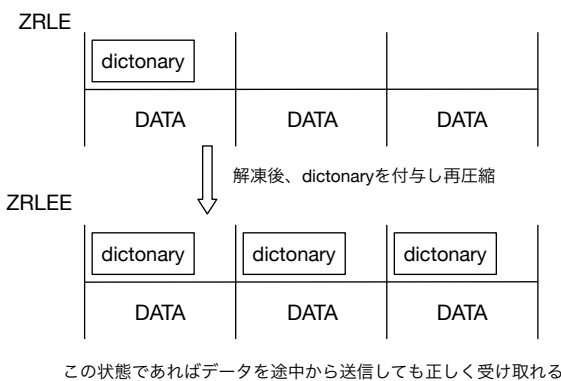 ZRLE
dictonary
DATA DATA DATA
解凍後、dictonaryを付与し再圧縮
ZRLEE
dictonary dictonary dictonary
DATA DATA DATA
この状態であればデータを途中から送信しても正しく受け取れる